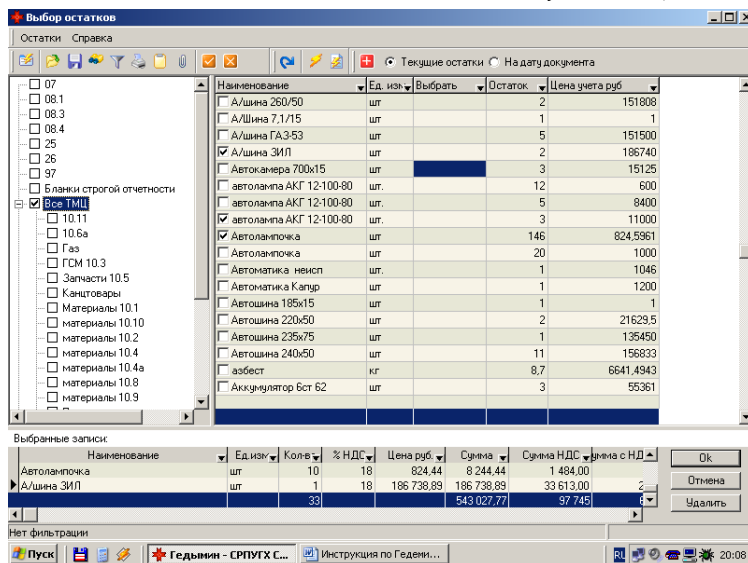 Выбор остатков
Остатки Справка
Текущие остатки На дату документа
07
08.1
08.3
08.4
25
26
97
Бланки строгой отчетности
Все ТМЦ
10.11
10.6а
Газ
ГСМ 10.3
Запчасти 10.5
Канцтовары
Материалы 10.1
материалы 10.10
материалы 10.2
материалы 10.4
материалы 10.4а
материалы 10.8
материалы 10.9
Наименование Ед. изм Выбрать Остаток Цена учета руб
А/шина 260/50 шт 2 151808
А/Шина 7,1/15 шт 1 1
А/шина ГАЗ-53 шт 5 151500
А/шина ЗИЛ шт 2 186740
Автокамера 700х15 шт 3 15125
автолампа АКГ 12-100-80 шт. 12 600
автолампа АКГ 12-100-80 шт. 5 8400
автолампа АКГ 12-100-80 шт. 3 11000
Автолампочка шт 146 824,5961
Автолампочка шт 20 1000
Автоматика неисп шт. 1 1046
Автоматика Капур шт 1 1200
Автошина 185х15 шт 1 1
Автошина 220х50 шт 2 21629,5
Автошина 235х75 шт 1 135450
Автошина 240х50 шт 11 156833
азбест кг 8,7 6641,4943
Аккумулятор 6ст 62 шт 3 55361
Выбранные записи:
Наименование Ед.изм Кол-в % НДС Цена руб. Сумма Сумма НДС умма с НД
Автолампочка шт 10 18 824,44 8 244,44 1 484,00
А/шина ЗИЛ шт 1 18 186 738,89 186 738,89 33 613,00 2
33 543 027,77 97 745
Ok
Отмена
Удалить
Нет фильтрации
Пуск Гедымин - СРПУГХ С... Инструкция по Гедеми... RU 20:08